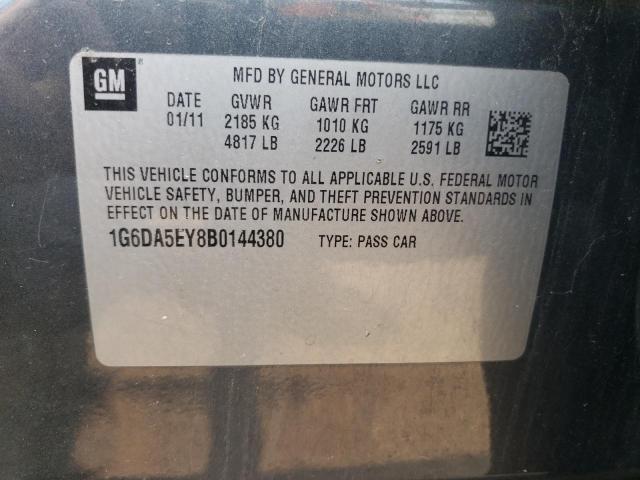 GM
MFD BY GENERAL MOTORS LLC
DATE GVWR GAWR FRT GAWR RR
01/11 2185 KG 1010 KG 1175 KG
4817 LB 2226 LB 2591 LB
THIS VEHICLE CONFORMS TO ALL APPLICABLE U.S. FEDERAL MOTOR
VEHICLE SAFETY, BUMPER, AND THEFT PREVENTION STANDARDS IN
EFFECT ON THE DATE OF MANUFACTURE SHOWN ABOVE.
1G6DA5EY8B0144380 TYPE: PASS CAR